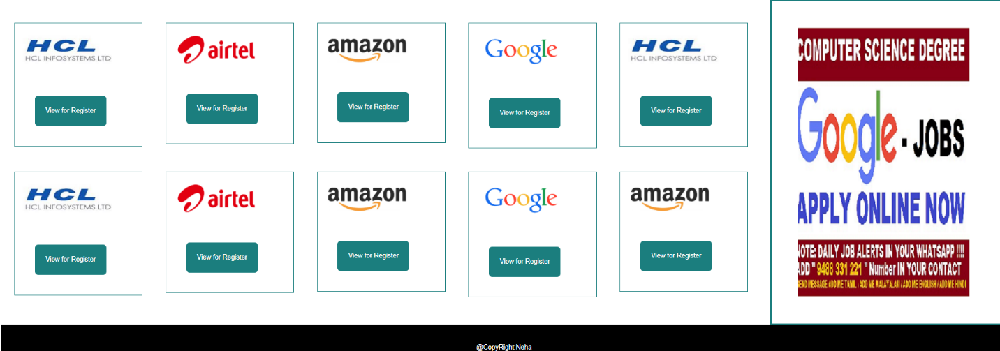 HCL
HCL INFOSYSTEMS LTD
View for Register
airtel
View for Register
amazon
View for Register
Google
View for Register
HCL
HCL INFOSYSTEMS LTD
View for Register
HCL
HCL INFOSYSTEMS LTD
View for Register
airtel
View for Register
amazon
View for Register
Google
View for Register
amazon
View for Register
COMPUTER SCIENCE DEGREE
Google - JOBS
APPLY ONLINE NOW
NOTE: DAILY JOB ALERTS IN YOUR WHATSAPP !!!!
ADD " 9488 331 221 " Number IN YOUR CONTACT
SEND MESSAGE ADD ME TAMIL / ADD ME MALAYALAM / ADD ME ENGLISH / ADD ME HINDI
@CopyRight:Neha